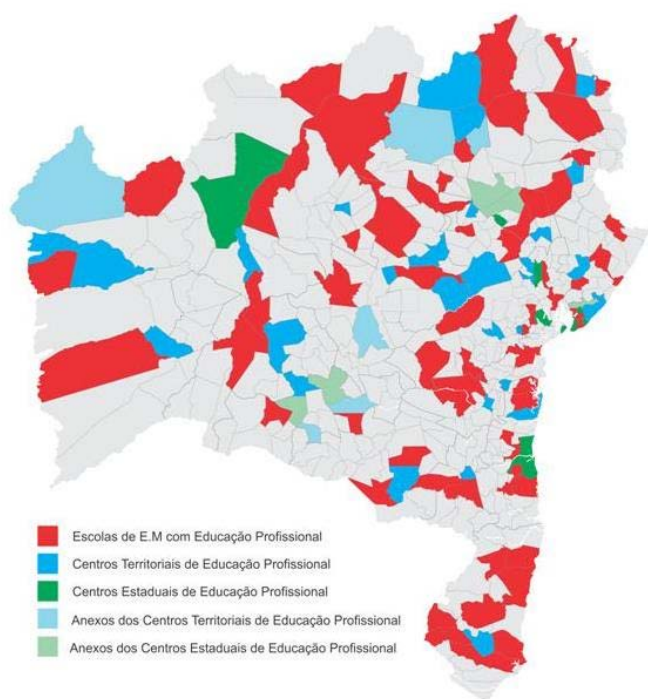 Escolas de E.M com Educação Profissional
Centros Territoriais de Educação Profissional
Centros Estaduais de Educação Profissional
Anexos dos Centros Territoriais de Educação Profissional
Anexos dos Centros Estaduais de Educação Profissional